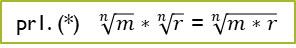 prl.(*) ⁿ√m * ⁿ√r = ⁿ√(m * r)